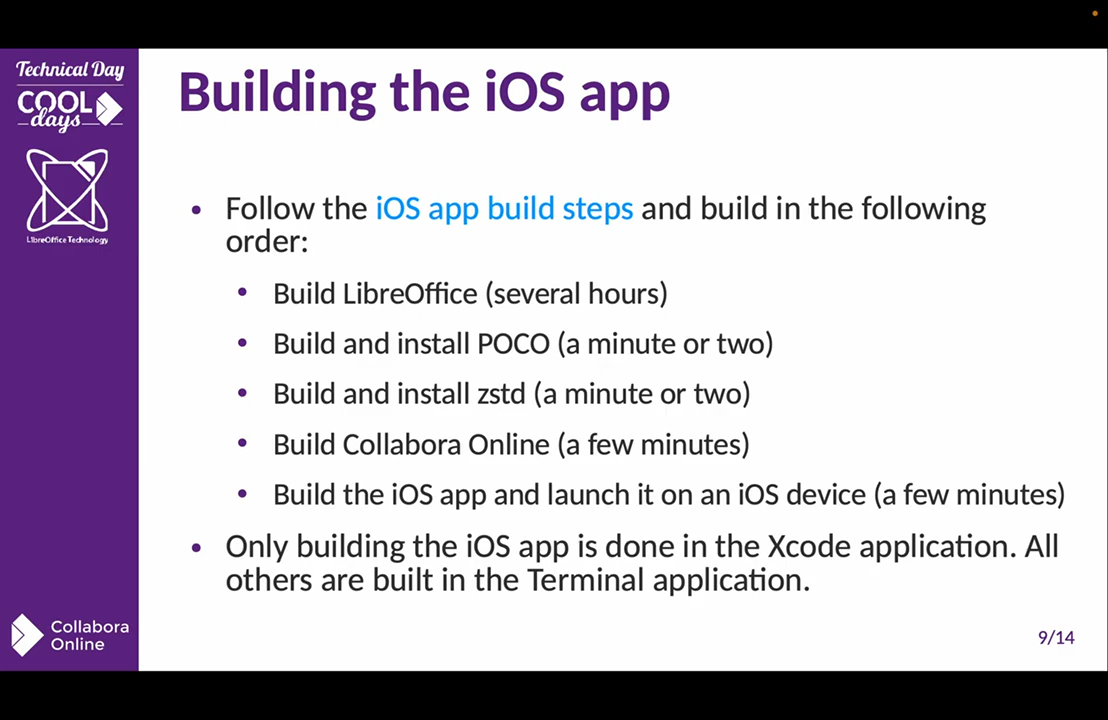 Technical Day
COOL
days
LibreOffice Technology
Building the iOS app
• Follow the iOS app build steps and build in the following
order:
• Build LibreOffice (several hours)
• Build and install POCO (a minute or two)
• Build and install zstd (a minute or two)
• Build Collabora Online (a few minutes)
• Build the iOS app and launch it on an iOS device (a few minutes)
• Only building the iOS app is done in the Xcode application. All
others are built in the Terminal application.
Collabora
Online
9/14